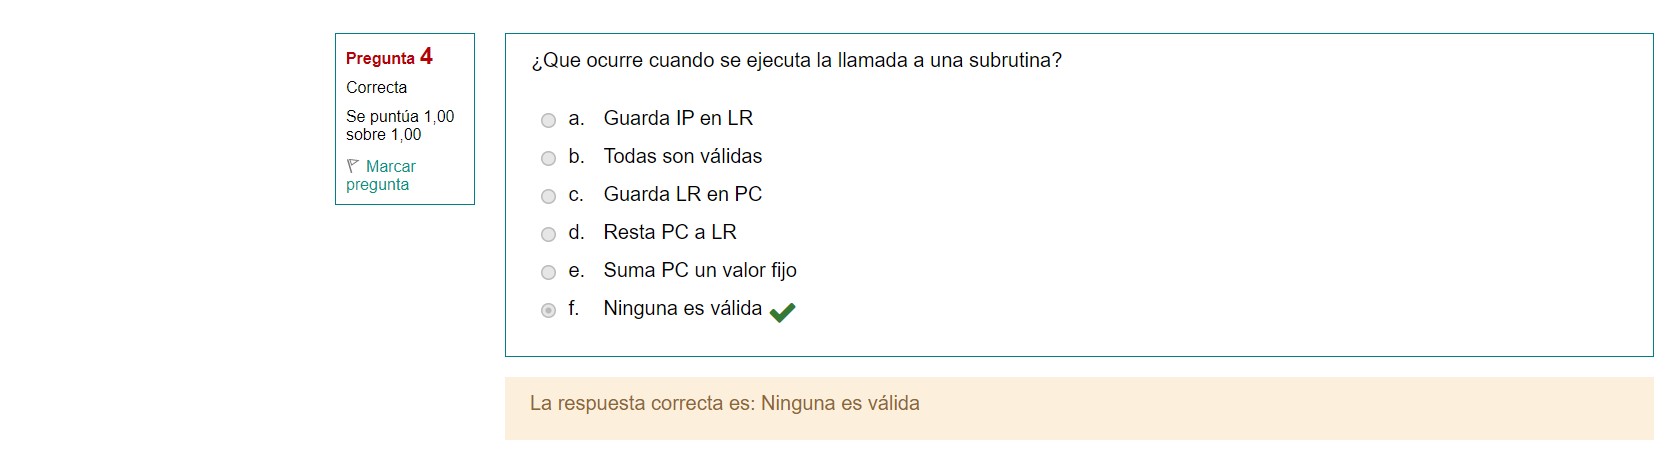 Pregunta 4
Correcta
Se puntúa 1,00
sobre 1,00
Marcar
pregunta
¿Que ocurre cuando se ejecuta la llamada a una subrutina?
a. Guarda IP en LR
b. Todas son válidas
c. Guarda LR en PC
d. Resta PC a LR
e. Suma PC un valor fijo
f. Ninguna es válida
La respuesta correcta es: Ninguna es válida